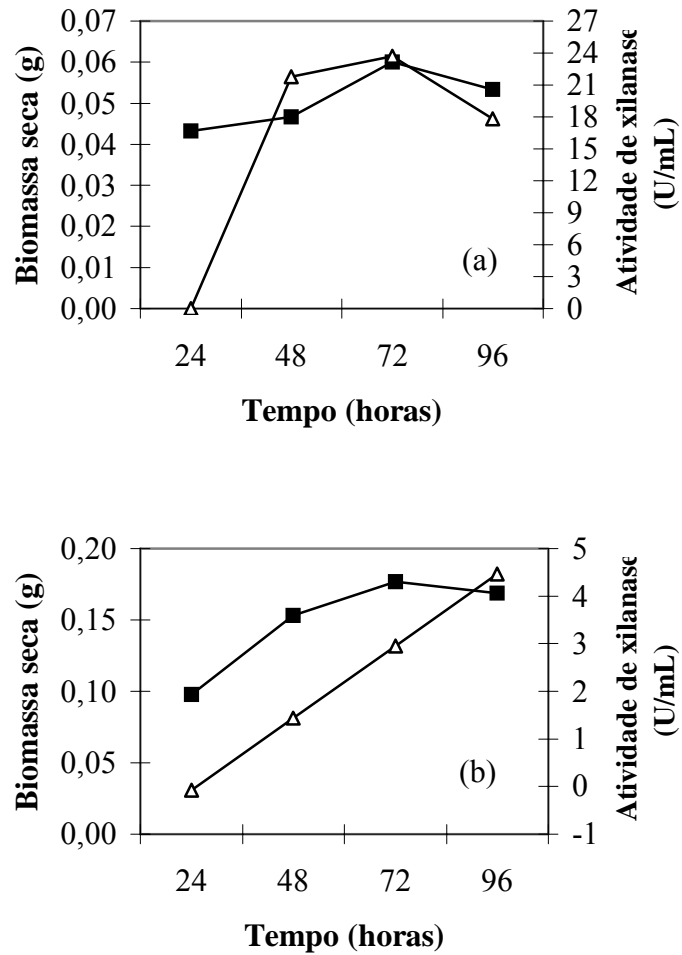 0,07
0,06
0,05
0,04
0,03
0,02
0,01
0,00
Biomassa seca (g)
27
24
21
18
15
12
9
6
3
0
Atividade de xilanase
(U/mL)
(a)
24 48 72 96
Tempo (horas)
0,20
0,15
0,10
0,05
0,00
Biomassa seca (g)
5
4
3
2
1
0
-1
Atividade de xilanase
(U/mL)
(b)
24 48 72 96
Tempo (horas)